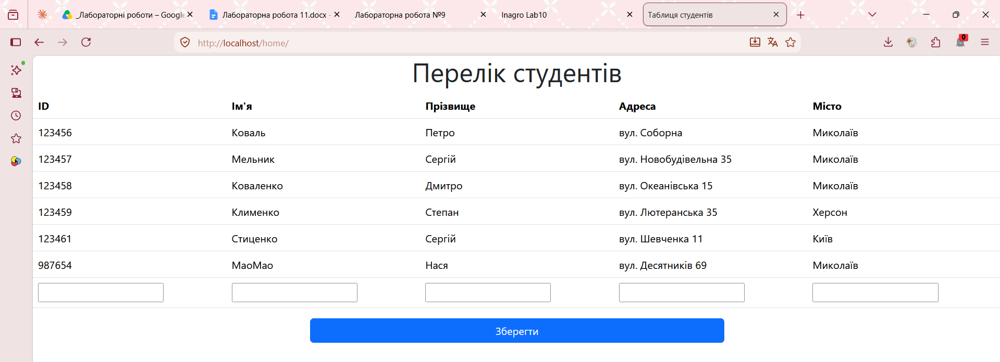 _Лабораторні роботи – Google
Лабораторна робота 11.docx -
Лабораторна робота №9
Inagro Lab10
Таблиця студентів
http://localhost/home/
0
Перелік студентів
ID Ім'я Прізвище Адреса Місто
123456 Коваль Петро вул. Соборна Миколаїв
123457 Мельник Сергій вул. Новобудівельна 35 Миколаїв
123458 Коваленко Дмитро вул. Океанівська 15 Миколаїв
123459 Клименко Степан вул. Лютеранська 35 Херсон
123461 Стиценко Сергій вул. Шевченка 11 Київ
987654 МаоМао Нася вул. Десятників 69 Миколаїв
Зберегти